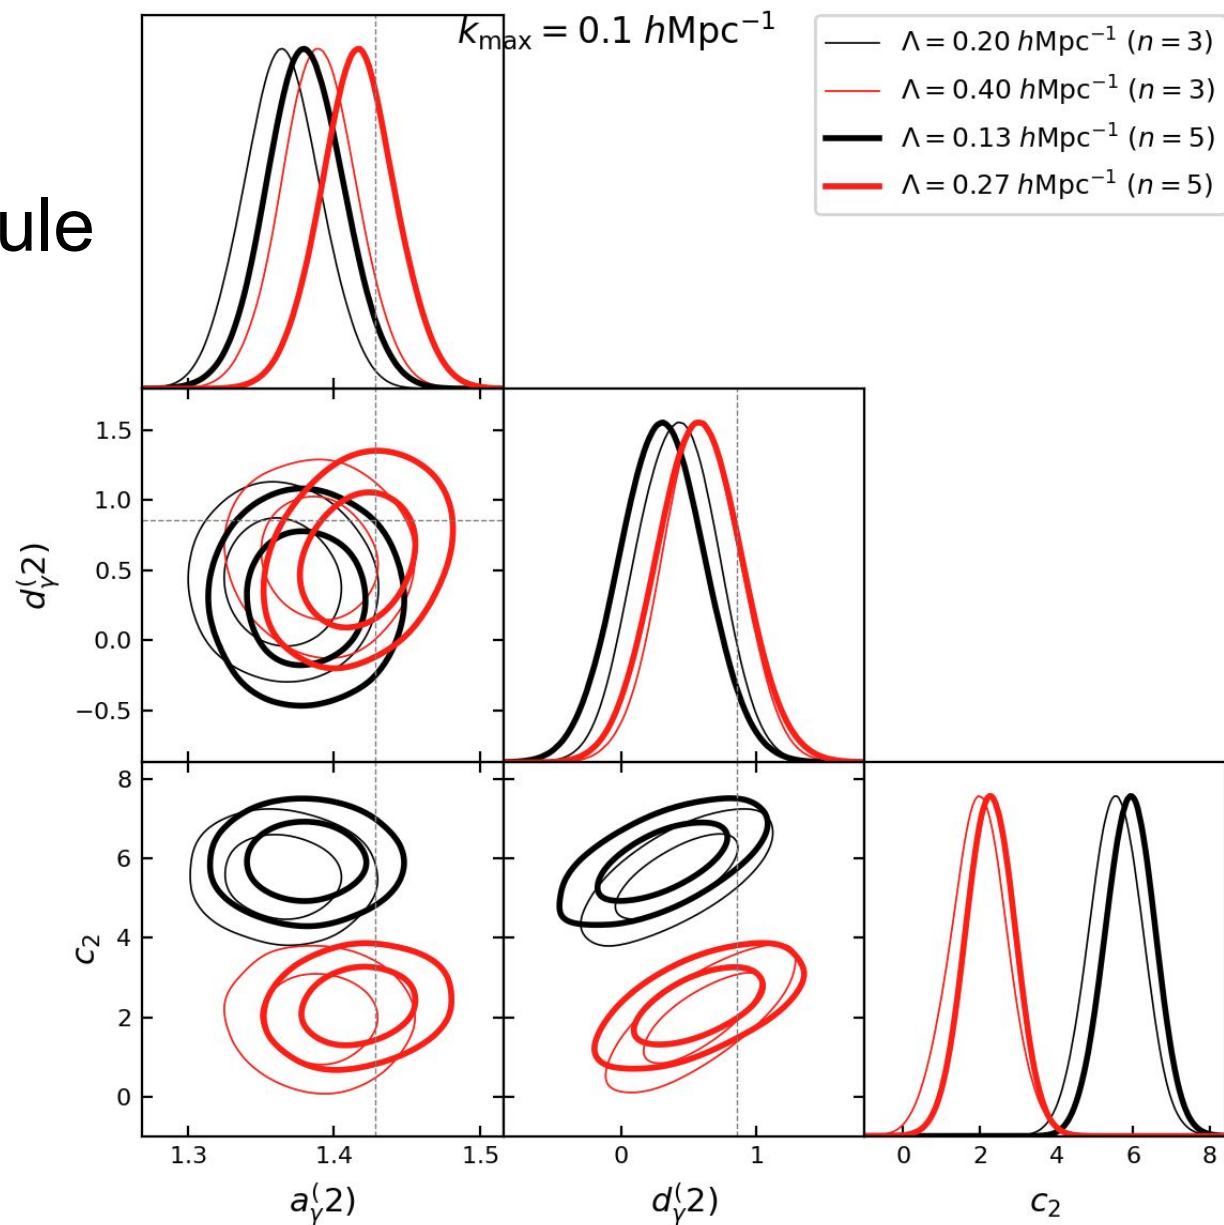 k_max = 0.1 hMpc⁻¹
Λ = 0.20 hMpc⁻¹ (n = 3)
Λ = 0.40 hMpc⁻¹ (n = 3)
Λ = 0.13 hMpc⁻¹ (n = 5)
Λ = 0.27 hMpc⁻¹ (n = 5)
ule
1.5
1.0
0.5
0.0
−0.5
d_γ^(2)
8
6
4
2
0
c₂
1.3 1.4 1.5
0 1
0 2 4 6 8
a_γ^(2)
d_γ^(2)
c₂